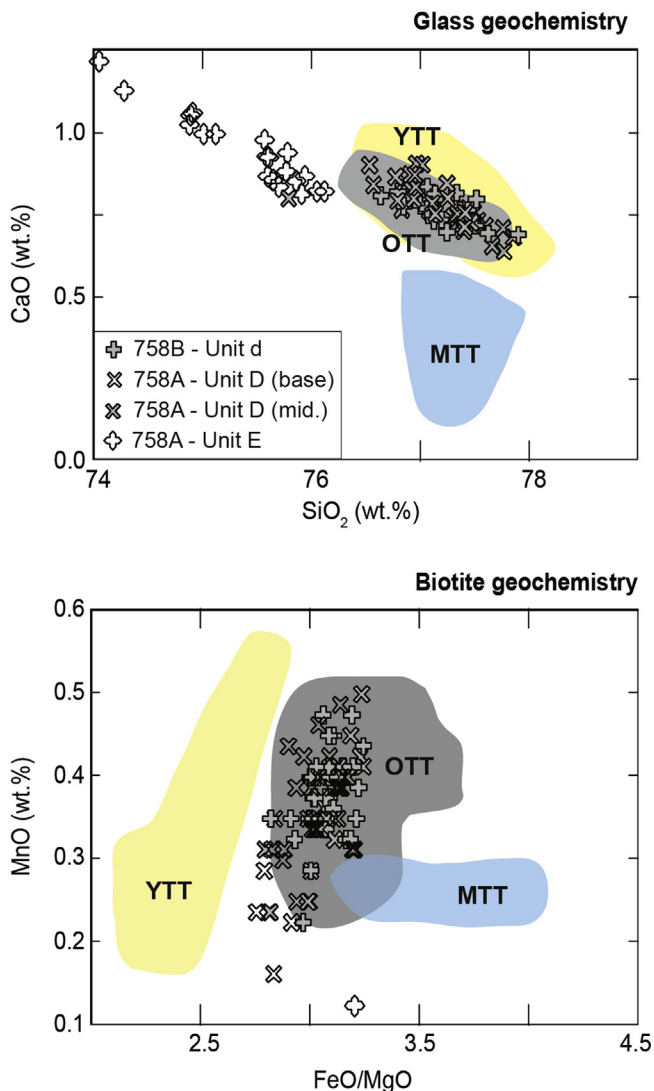 Glass geochemistry
CaO (wt.%)
1.0
0.5
0.0
YTT
OTT
MTT
758B - Unit d
758A - Unit D (base)
758A - Unit D (mid.)
758A - Unit E
74
76
78
SiO₂ (wt.%)
Biotite geochemistry
MnO (wt.%)
0.6
0.5
0.4
0.3
0.2
0.1
OTT
YTT
MTT
2.5
3.0
3.5
4.5
FeO/MgO